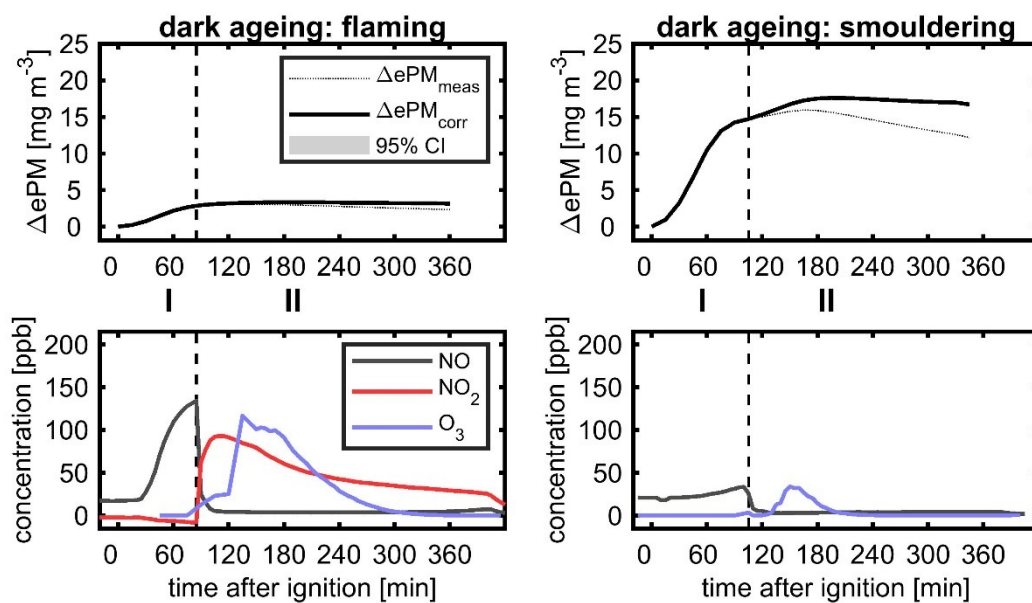 dark ageing: flaming
dark ageing: smouldering
ΔePM [mg m⁻³]
25
20
15
10
5
0
ΔePM_meas
ΔePM_corr
95% CI
0 60 120 180 240 300 360
I II
ΔePM [mg m⁻³]
25
20
15
10
5
0
0 60 120 180 240 300 360
I II
concentration [ppb]
200
150
100
50
0
NO
NO₂
O₃
0 60 120 180 240 300 360
time after ignition [min]
concentration [ppb]
200
150
100
50
0
0 60 120 180 240 300 360
time after ignition [min]